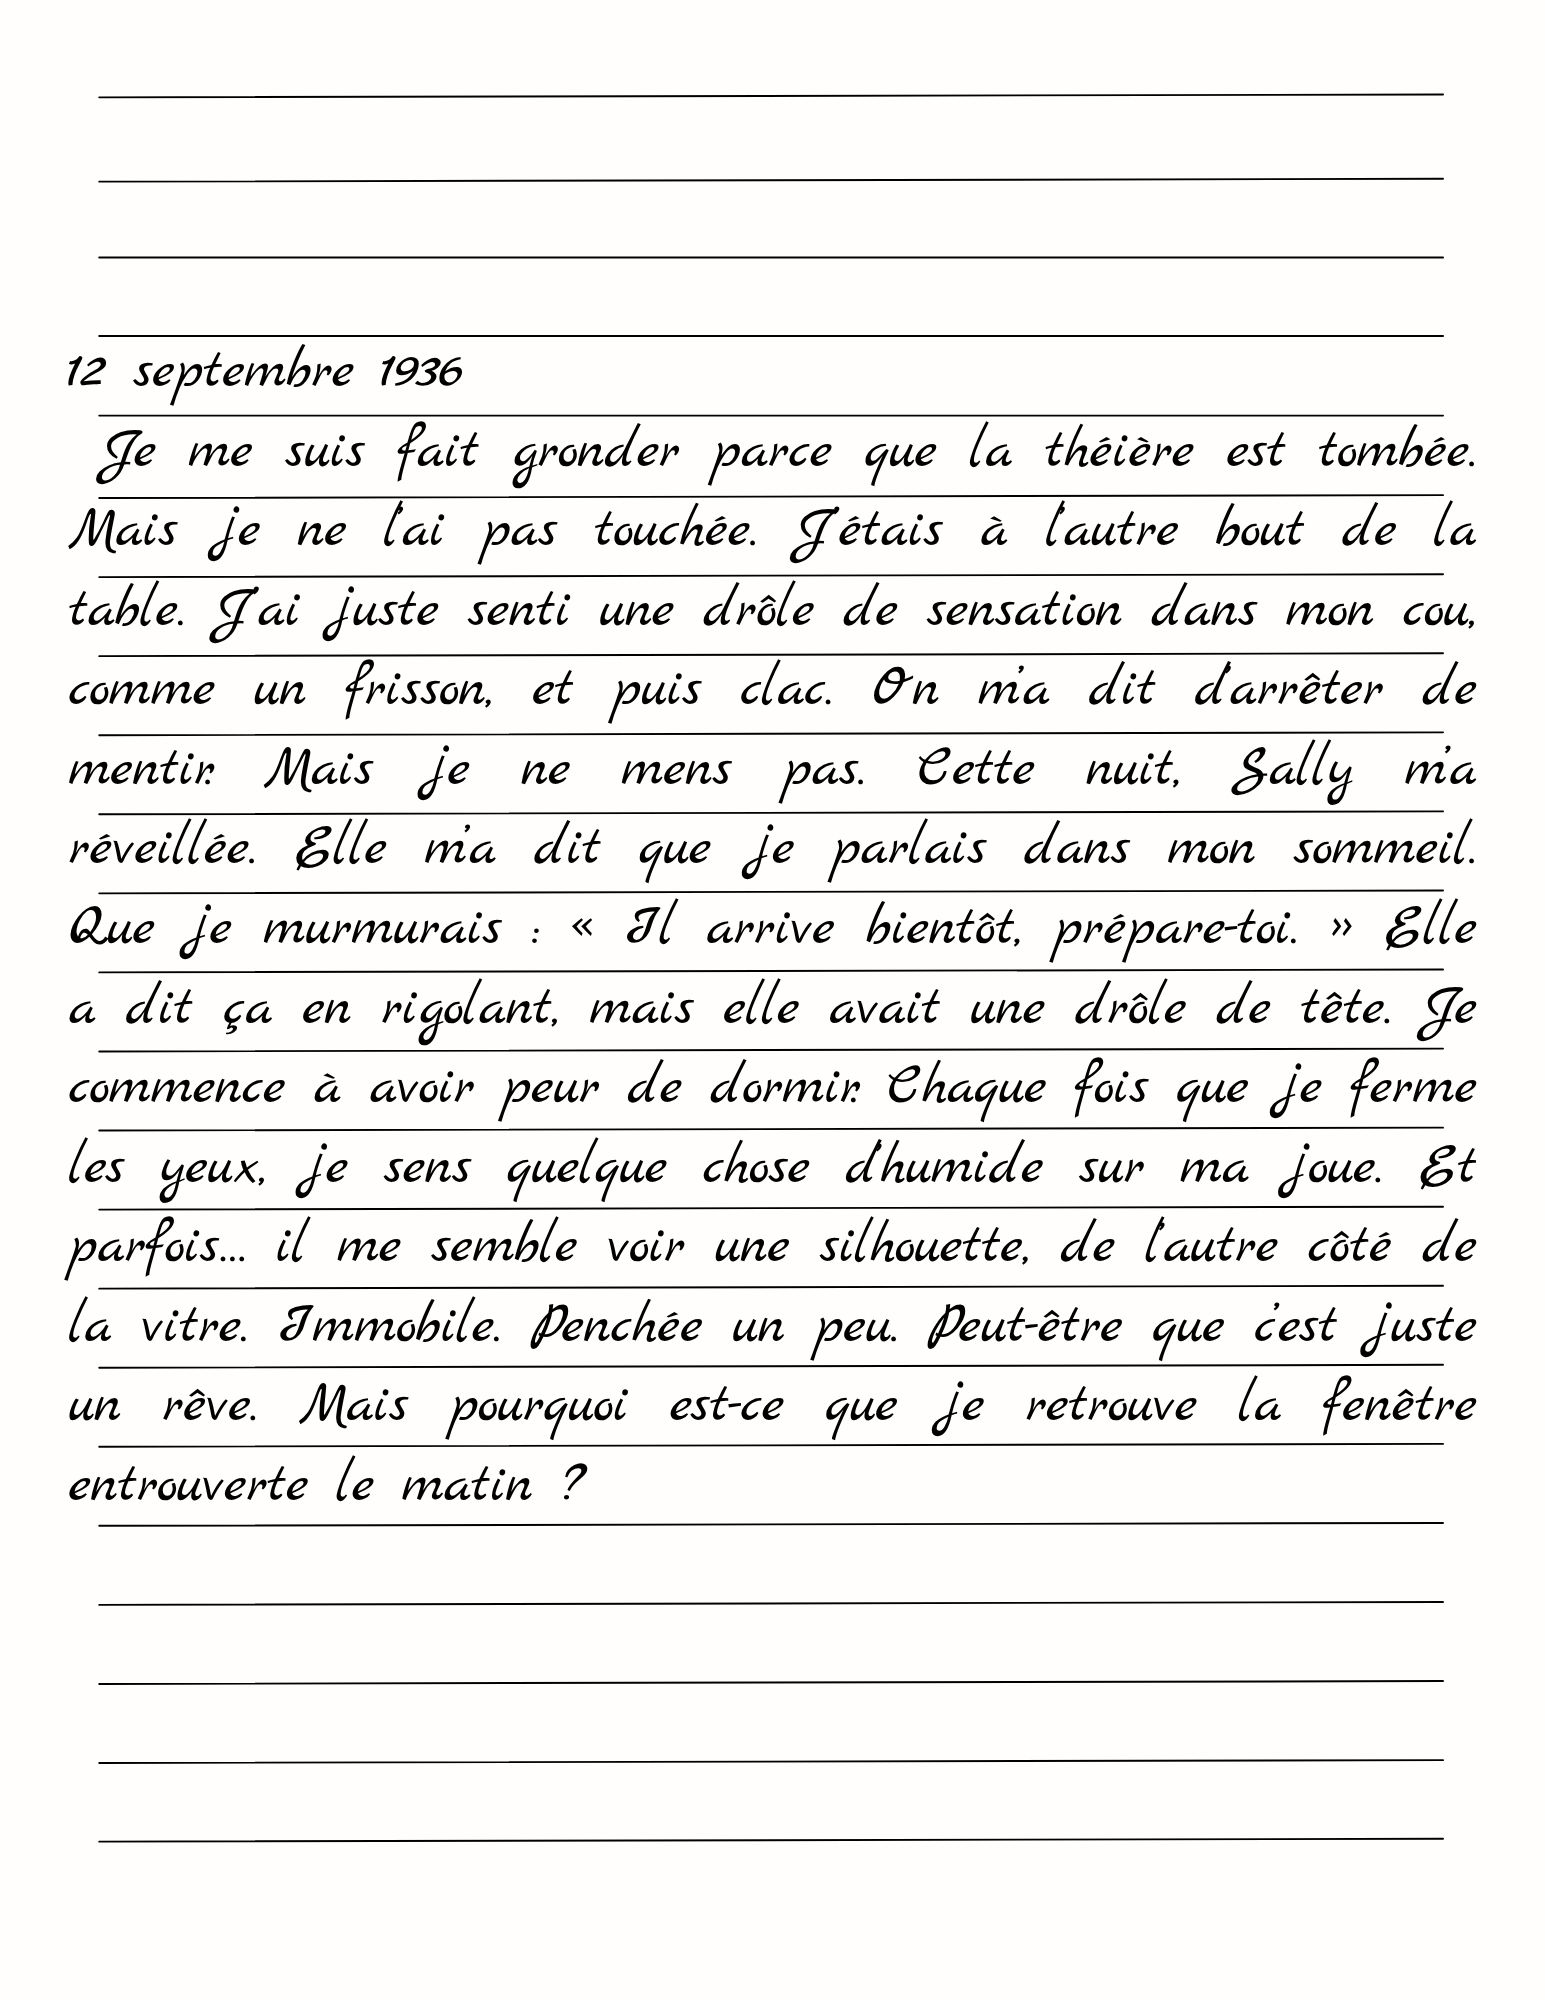 12 septembre 1936
Je me suis fait gronder parce que la théière est tombée.
Mais je ne l'ai pas touchée. J'étais à l'autre bout de la
table. J'ai juste senti une drôle de sensation dans mon cou,
comme un frisson, et puis clac. On m'a dit d'arrêter de
mentir. Mais je ne mens pas. Cette nuit, Sally m'a
réveillée. Elle m'a dit que je parlais dans mon sommeil.
Que je murmurais : « Il arrive bientôt, prépare-toi. » Elle
a dit ça en rigolant, mais elle avait une drôle de tête. Je
commence à avoir peur de dormir. Chaque fois que je ferme
les yeux, je sens quelque chose d'humide sur ma joue. Et
parfois... il me semble voir une silhouette, de l'autre côté de
la vitre. Immobile. Penchée un peu. Peut-être que c'est juste
un rêve. Mais pourquoi est-ce que je retrouve la fenêtre
entrouverte le matin ?